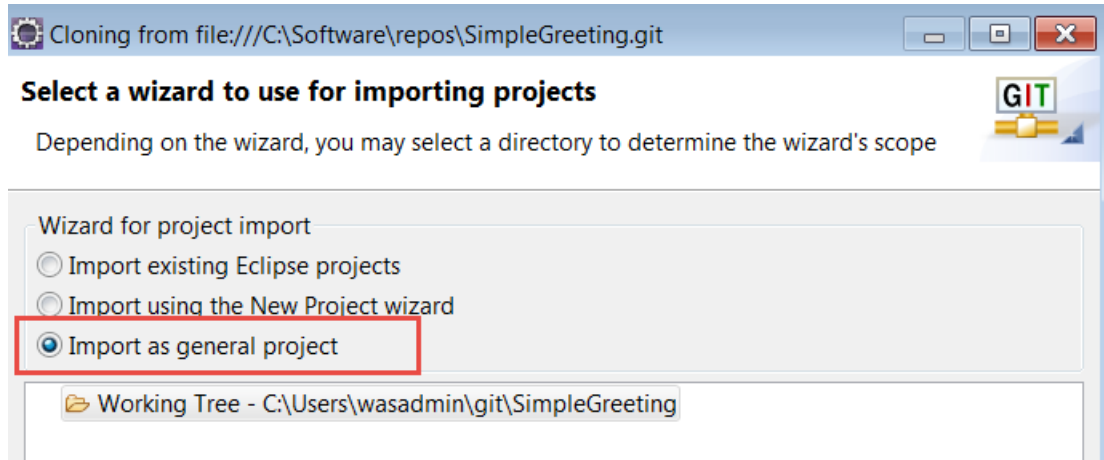 Cloning from file:///C:\Software\repos\SimpleGreeting.git
Select a wizard to use for importing projects
GIT
Depending on the wizard, you may select a directory to determine the wizard's scope
Wizard for project import
Import existing Eclipse projects
Import using the New Project wizard
Import as general project
Working Tree - C:\Users\wasadmin\git\SimpleGreeting